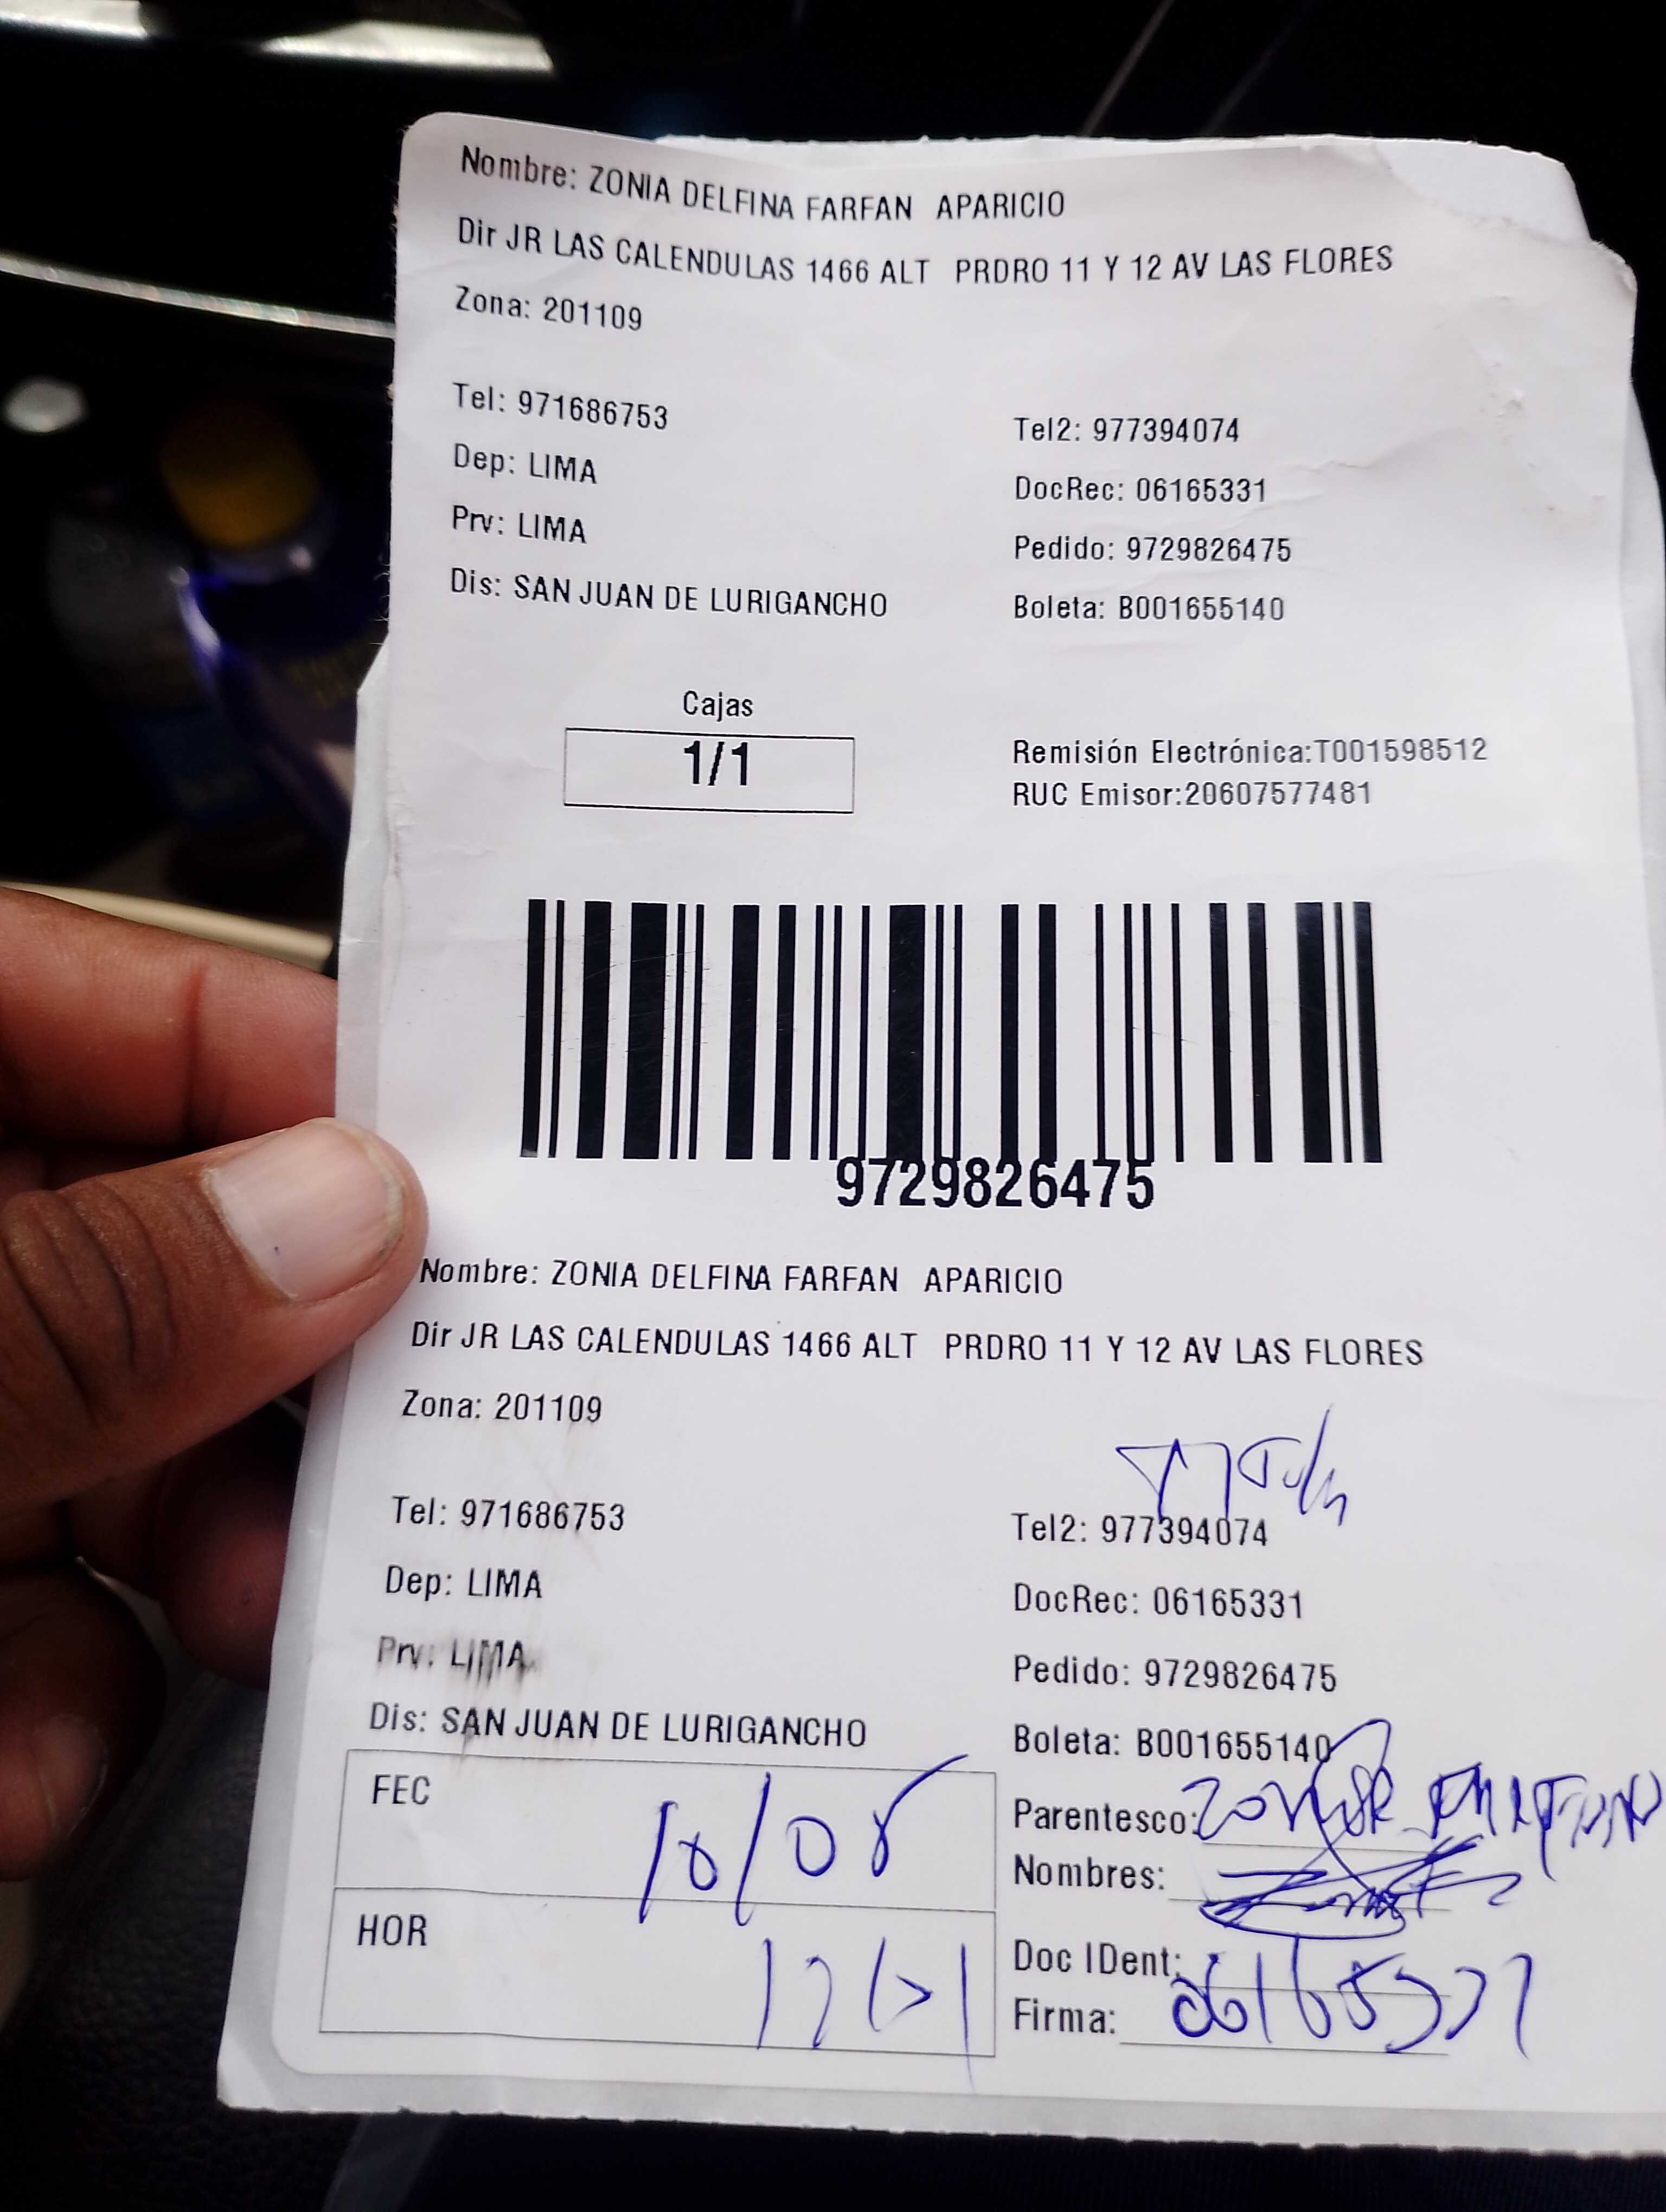 Nombre: ZONIA DELFINA FARFAN APARICIO
Dir JR LAS CALENDULAS 1466 ALT PRDRO 11 Y 12 AV LAS FLORES
Zona: 201109
Tel: 971686753
Tel2: 977394074
Dep: LIMA
DocRec: 06165331
Prv: LIMA
Pedido: 9729826475
Dis: SAN JUAN DE LURIGANCHO
Boleta: B001655140
Cajas
1/1
Remisión Electrónica:T001598512
RUC Emisor:20607577481
9729826475
Nombre: ZONIA DELFINA FARFAN APARICIO
Dir JR LAS CALENDULAS 1466 ALT PRDRO 11 Y 12 AV LAS FLORES
Zona: 201109
Tel: 971686753
Tel2: 977394074
Dep: LIMA
DocRec: 06165331
Prv: LIMA
Pedido: 9729826475
Dis: SAN JUAN DE LURIGANCHO
Boleta: B001655140
FEC 10/05
Parentesco:
Nombres:
HOR
Doc IDent:
Firma: